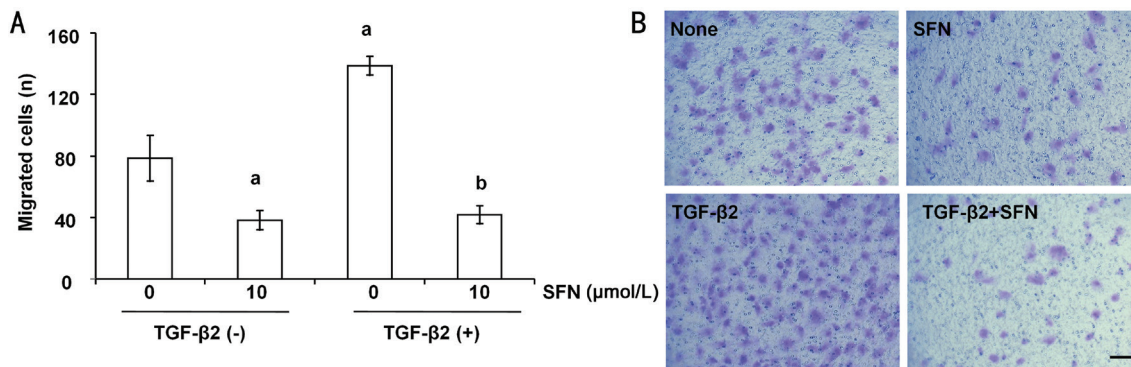 A
160
120
80
40
0
Migrated cells (n)
a
a
b
0
10
0
10
SFN (μmol/L)
TGF-β2 (-)
TGF-β2 (+)
B
None
SFN
TGF-β2
TGF-β2+SFN